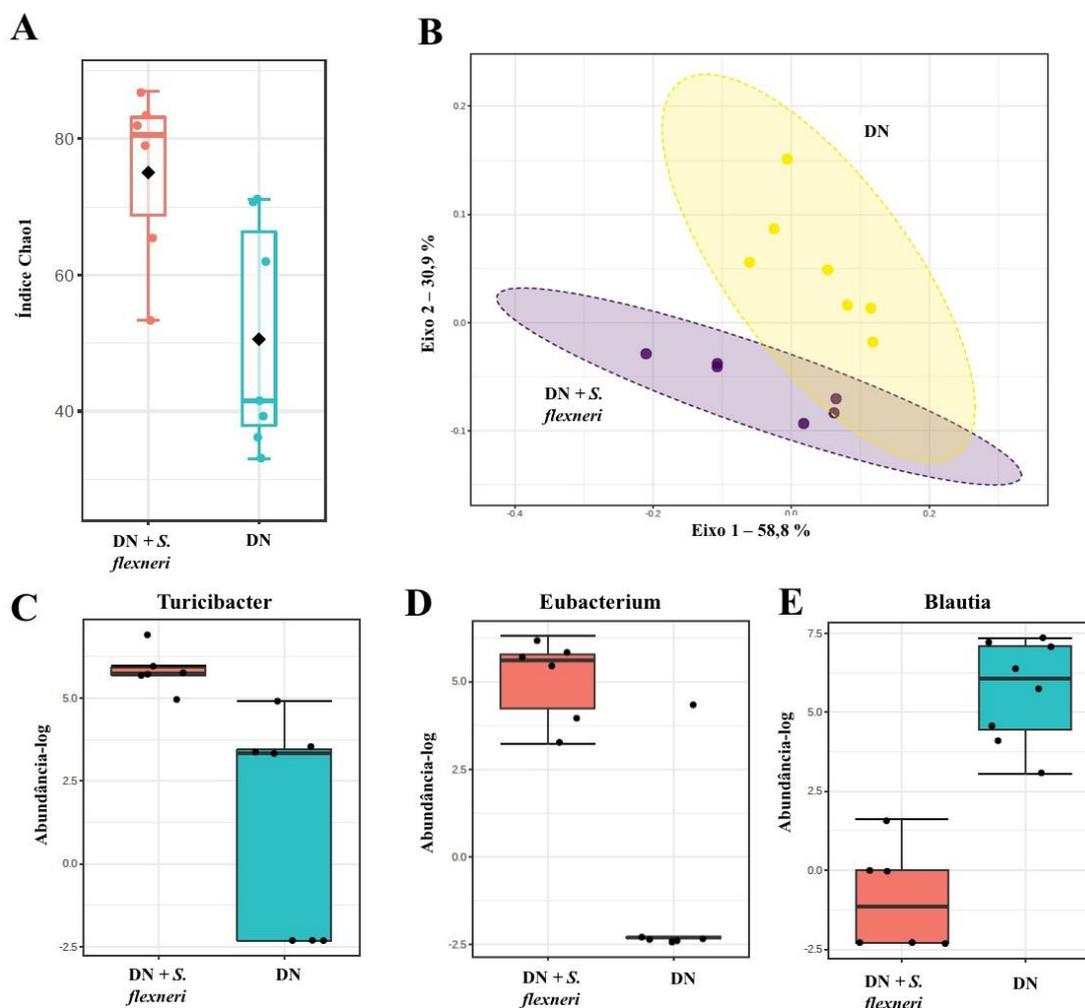 A
Índice Chao1
80
60
40
DN + S.
flexneri
DN
B
Eixo 2 – 30,9 %
0.2
0.1
0.0
-0.1
DN
DN + S.
flexneri
-0.4
-0.2
0.0
0.2
Eixo 1 – 58,8 %
C
Turicibacter
Abundância-log
5.0
2.5
0.0
-2.5
DN + S.
flexneri
DN
D
Eubacterium
Abundância-log
5.0
2.5
0.0
-2.5
DN + S.
flexneri
DN
E
Blautia
Abundância-log
7.5
5.0
2.5
0.0
-2.5
DN + S.
flexneri
DN